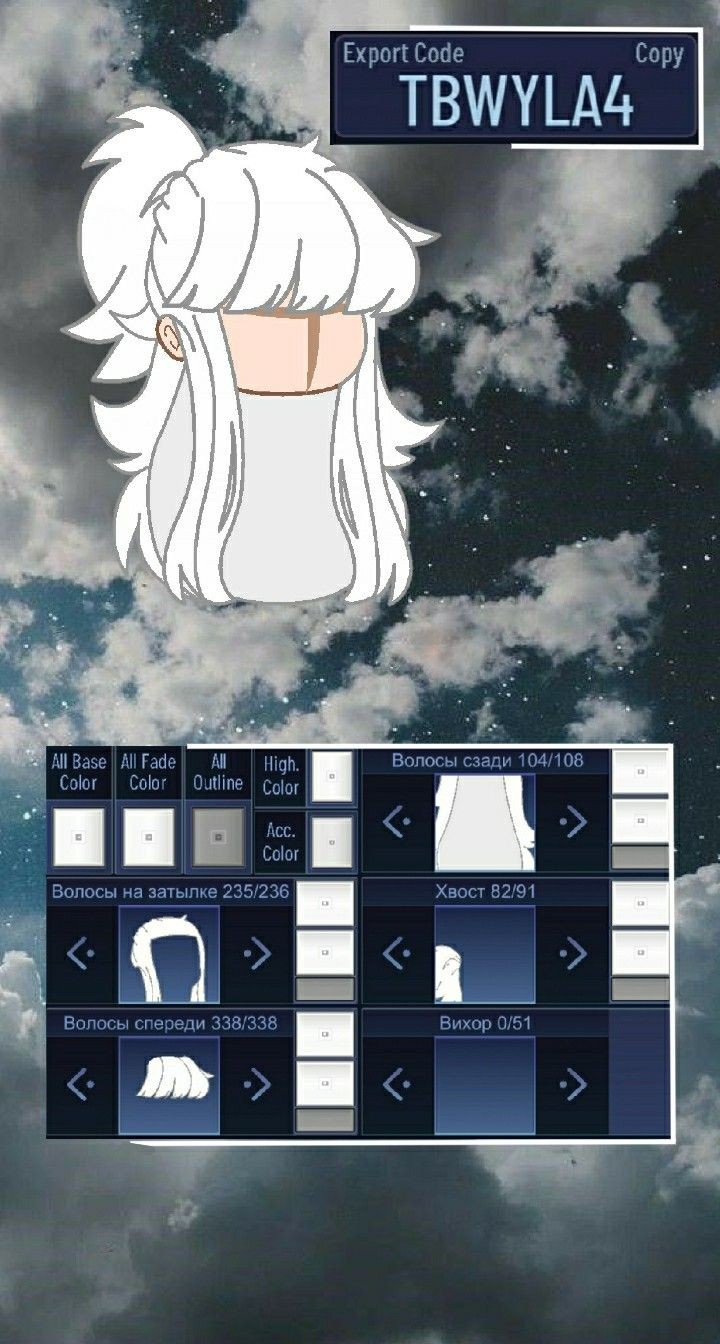 Export Code Copy
TBWYLA4
All Base Color
All Fade Color
All Outline
High. Color
Acc. Color
Волосы сзади 104/108
Волосы на затылке 235/236
Хвост 82/91
Волосы спереди 338/338
Вихор 0/51